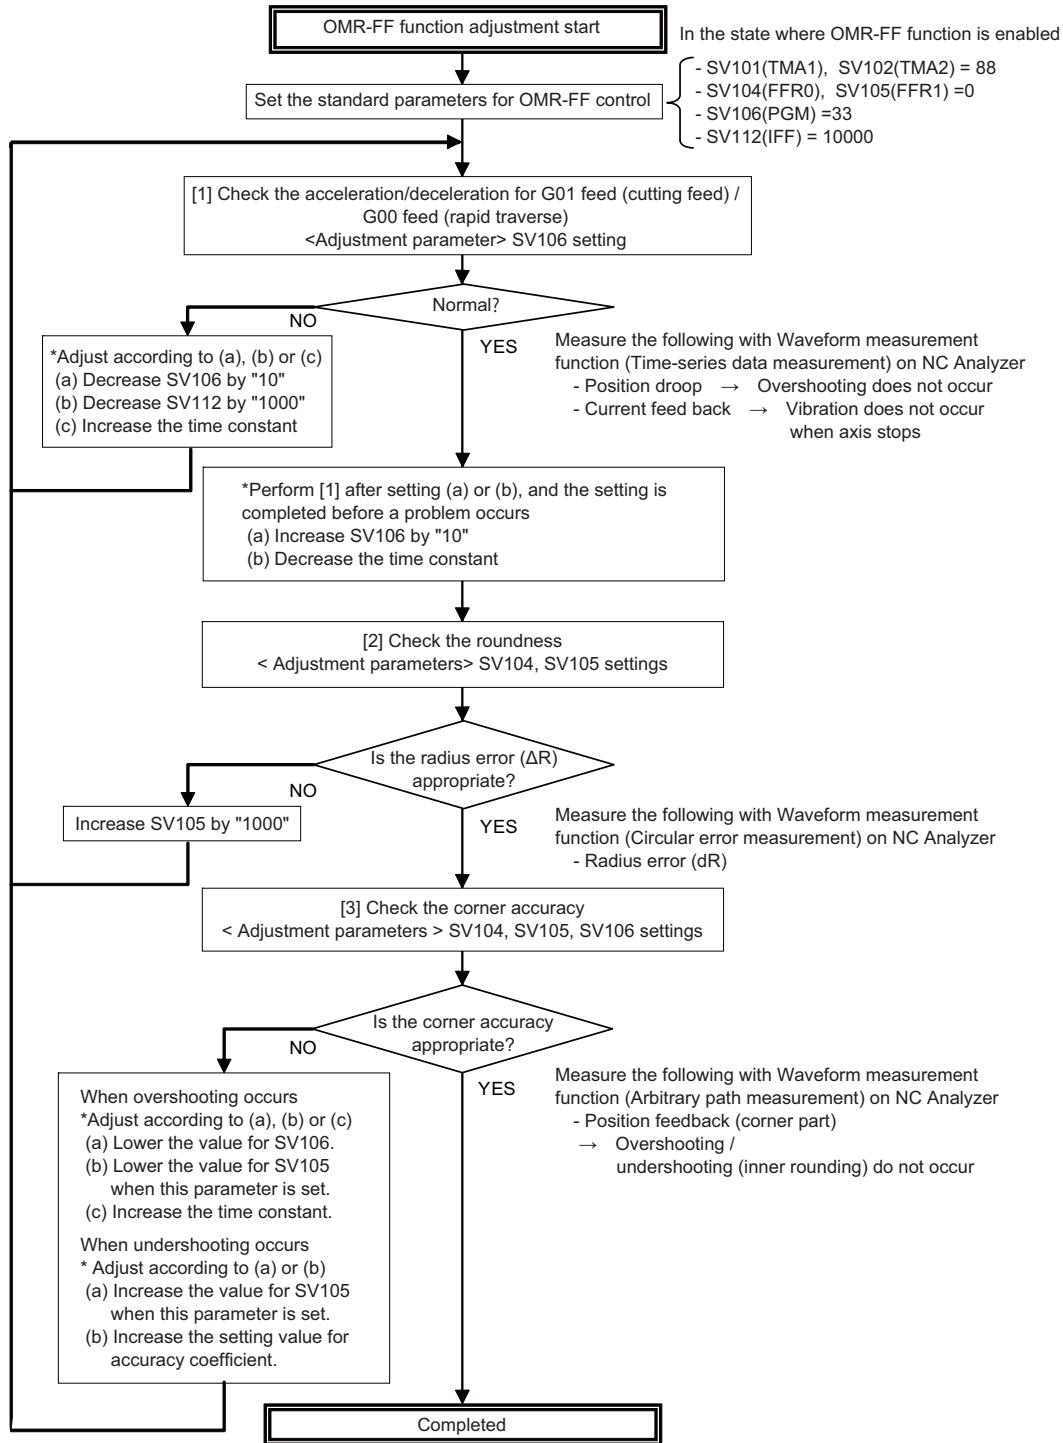 OMR-FF function adjustment start
In the state where OMR-FF function is enabled
- SV101(TMA1), SV102(TMA2) = 88
- SV104(FFR0), SV105(FFR1) =0
- SV106(PGM) =33
- SV112(IFF) = 10000
Set the standard parameters for OMR-FF control
[1] Check the acceleration/deceleration for G01 feed (cutting feed) /
G00 feed (rapid traverse)
<Adjustment parameter> SV106 setting
Normal?
NO
YES
*Adjust according to (a), (b) or (c)
(a) Decrease SV106 by "10"
(b) Decrease SV112 by "1000"
(c) Increase the time constant
Measure the following with Waveform measurement
function (Time-series data measurement) on NC Analyzer
- Position droop → Overshooting does not occur
- Current feed back → Vibration does not occur
when axis stops
*Perform [1] after setting (a) or (b), and the setting is
completed before a problem occurs
(a) Increase SV106 by "10"
(b) Decrease the time constant
[2] Check the roundness
< Adjustment parameters> SV104, SV105 settings
Is the radius error (ΔR)
appropriate?
NO
YES
Increase SV105 by "1000"
Measure the following with Waveform measurement
function (Circular error measurement) on NC Analyzer
- Radius error (dR)
[3] Check the corner accuracy
< Adjustment parameters > SV104, SV105, SV106 settings
Is the corner accuracy
appropriate?
NO
YES
When overshooting occurs
*Adjust according to (a), (b) or (c)
(a) Lower the value for SV106.
(b) Lower the value for SV105
when this parameter is set.
(c) Increase the time constant.
When undershooting occurs
* Adjust according to (a) or (b)
(a) Increase the value for SV105
when this parameter is set.
(b) Increase the setting value for
accuracy coefficient.
Measure the following with Waveform measurement
function (Arbitrary path measurement) on NC Analyzer
- Position feedback (corner part)
→ Overshooting /
undershooting (inner rounding) do not occur
Completed